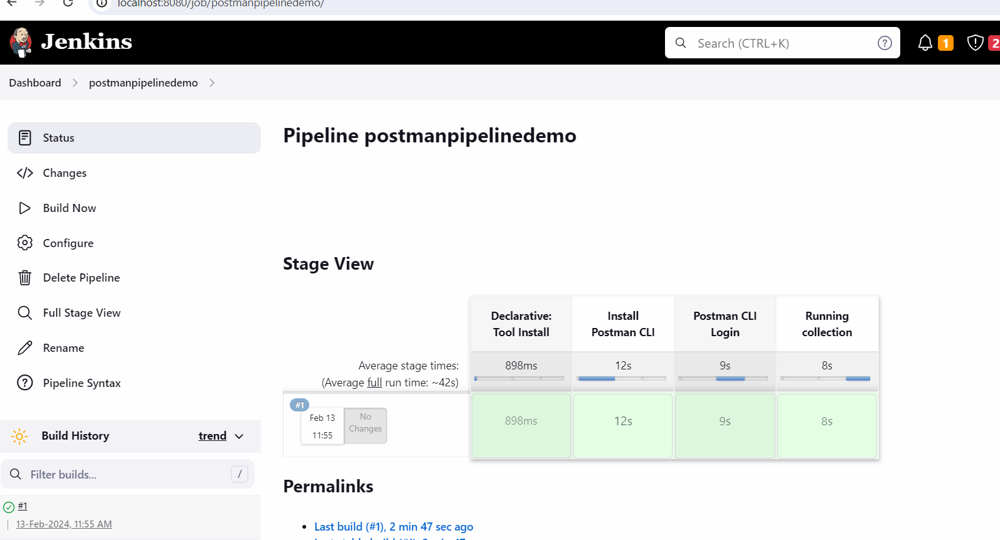 localhost:8080/job/postmanpipelinedemo/
Jenkins
Search (CTRL+K)
?
1
2
Dashboard
postmanpipelinedemo
Status
Changes
Build Now
Configure
Delete Pipeline
Full Stage View
Rename
Pipeline Syntax
Build History
trend
Filter builds...
/
#1
13-Feb-2024, 11:55 AM
Pipeline postmanpipelinedemo
Stage View
Declarative:
Tool Install
Install
Postman CLI
Postman CLI
Login
Running
collection
Average stage times:
(Average full run time: ~42s)
898ms
12s
9s
8s
#1
Feb 13
11:55
No
Changes
898ms
12s
9s
8s
Permalinks
Last build (#1), 2 min 47 sec ago